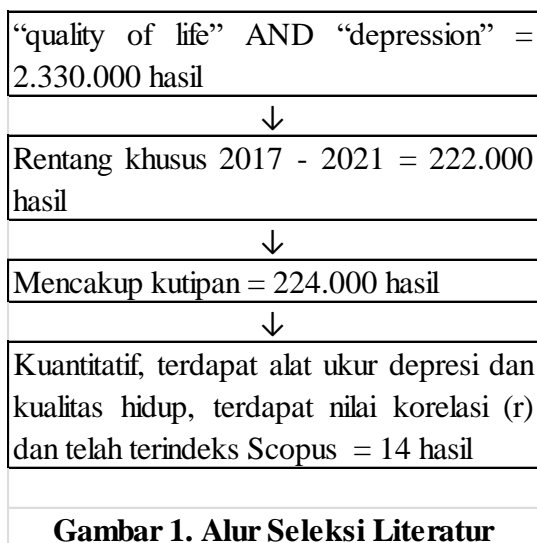 “quality of life” AND “depression” =
2.330.000 hasil
↓
Rentang khusus 2017 - 2021 = 222.000
hasil
↓
Mencakup kutipan = 224.000 hasil
↓
Kuantitatif, terdapat alat ukur depresi dan
kualitas hidup, terdapat nilai korelasi (r)
dan telah terindeks Scopus = 14 hasil
Gambar 1. Alur Seleksi Literatur